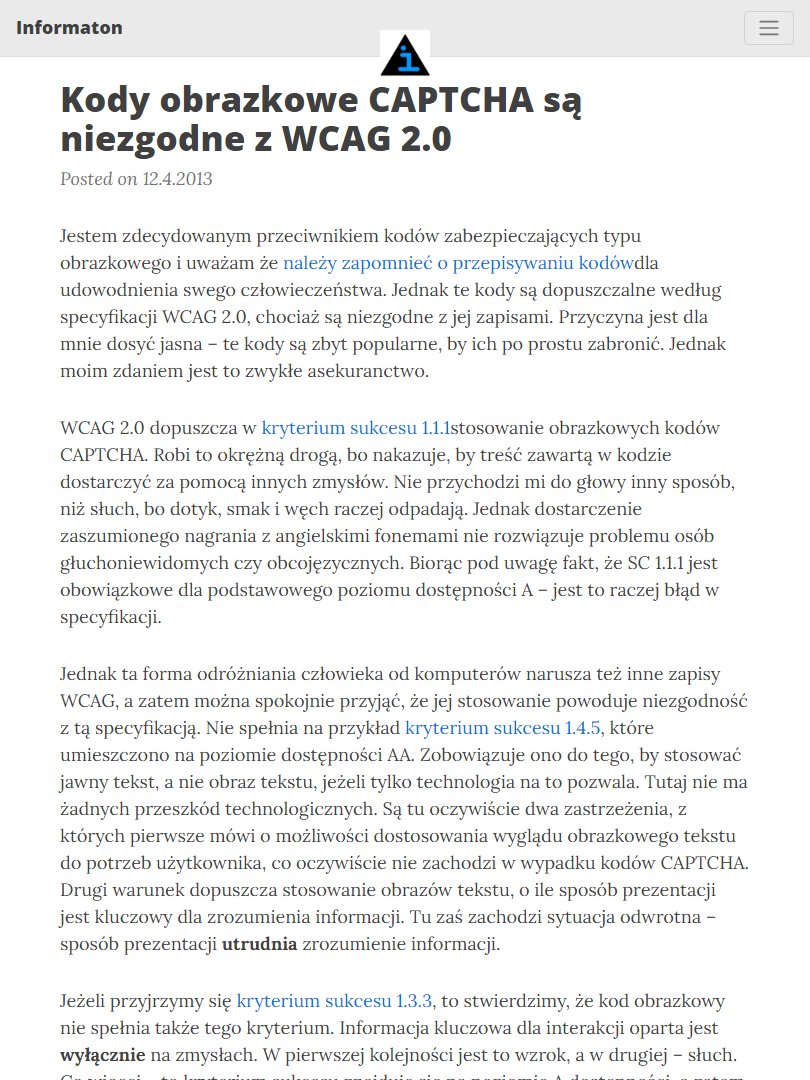 Informaton
Kody obrazkowe CAPTCHA są
niezgodne z WCAG 2.0
Posted on 12.4.2013
Jestem zdecydowanym przeciwnikiem kodów zabezpieczających typu
obrazkowego i uważam że należy zapomnieć o przepisywaniu kodówdla
udowodnienia swego człowieczeństwa. Jednak te kody są dopuszczalne według
specyfikacji WCAG 2.0, chociaż są niezgodne z jej zapisami. Przyczyna jest dla
mnie dosyć jasna – te kody są zbyt popularne, by ich po prostu zabronić. Jednak
moim zdaniem jest to zwykłe asekuranctwo.
WCAG 2.0 dopuszcza w kryterium sukcesu 1.1.1stosowanie obrazkowych kodów
CAPTCHA. Robi to okrężną drogą, bo nakazuje, by treść zawartą w kodzie
dostarczyć za pomocą innych zmysłów. Nie przychodzi mi do głowy inny sposób,
niż słuch, bo dotyk, smak i węch raczej odpadają. Jednak dostarczenie
zaszumionego nagrania z angielskimi fonemami nie rozwiązuje problemu osób
głuchoniewidomych czy obcojęzycznych. Biorąc pod uwagę fakt, że SC 1.1.1 jest
obowiązkowe dla podstawowego poziomu dostępności A – jest to raczej błąd w
specyfikacji.
Jednak ta forma odróżniania człowieka od komputerów narusza też inne zapisy
WCAG, a zatem można spokojnie przyjąć, że jej stosowanie powoduje niezgodność
z tą specyfikacją. Nie spełnia na przykład kryterium sukcesu 1.4.5, które
umieszczono na poziomie dostępności AA. Zobowiązuje ono do tego, by stosować
jawny tekst, a nie obraz tekstu, jeżeli tylko technologia na to pozwala. Tutaj nie ma
żadnych przeszkód technologicznych. Są tu oczywiście dwa zastrzeżenia, z
których pierwsze mówi o możliwości dostosowania wyglądu obrazkowego tekstu
do potrzeb użytkownika, co oczywiście nie zachodzi w wypadku kodów CAPTCHA.
Drugi warunek dopuszcza stosowanie obrazów tekstu, o ile sposób prezentacji
jest kluczowy dla zrozumienia informacji. Tu zaś zachodzi sytuacja odwrotna –
sposób prezentacji utrudnia zrozumienie informacji.
Jeżeli przyjrzymy się kryterium sukcesu 1.3.3, to stwierdzimy, że kod obrazkowy
nie spełnia także tego kryterium. Informacja kluczowa dla interakcji oparta jest
wyłącznie na zmysłach. W pierwszej kolejności jest to wzrok, a w drugiej – słuch.